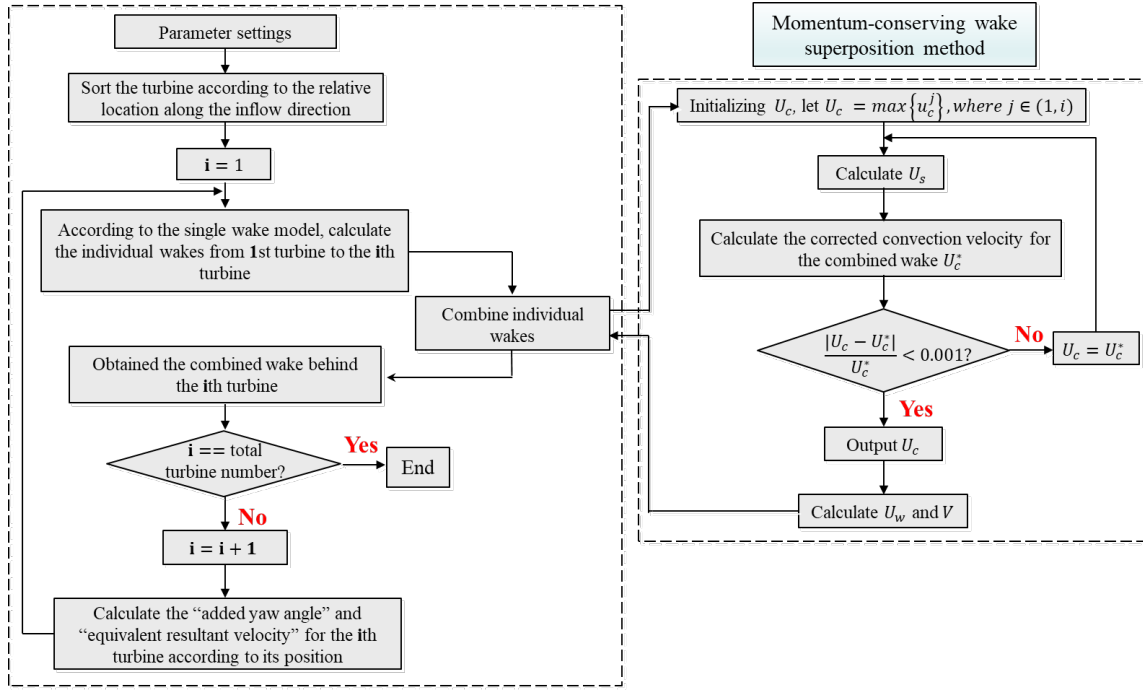 Parameter settings
Sort the turbine according to the relative
location along the inflow direction
i = 1
According to the single wake model, calculate
the individual wakes from 1st turbine to the ith
turbine
Combine individual
wakes
Obtained the combined wake behind
the ith turbine
i == total
turbine number?
Yes
End
No
i = i + 1
Calculate the “added yaw angle” and
“equivalent resultant velocity” for the ith
turbine according to its position
Momentum-conserving wake
superposition method
Initializing U_c, let U_c = max{u_c^j}, where j ∈ (1, i)
Calculate U_s
Calculate the corrected convection velocity for
the combined wake U_c^*
|U_c − U_c^*|
U_c^*
< 0.001?
No
U_c = U_c^*
Yes
Output U_c
Calculate U_w and V